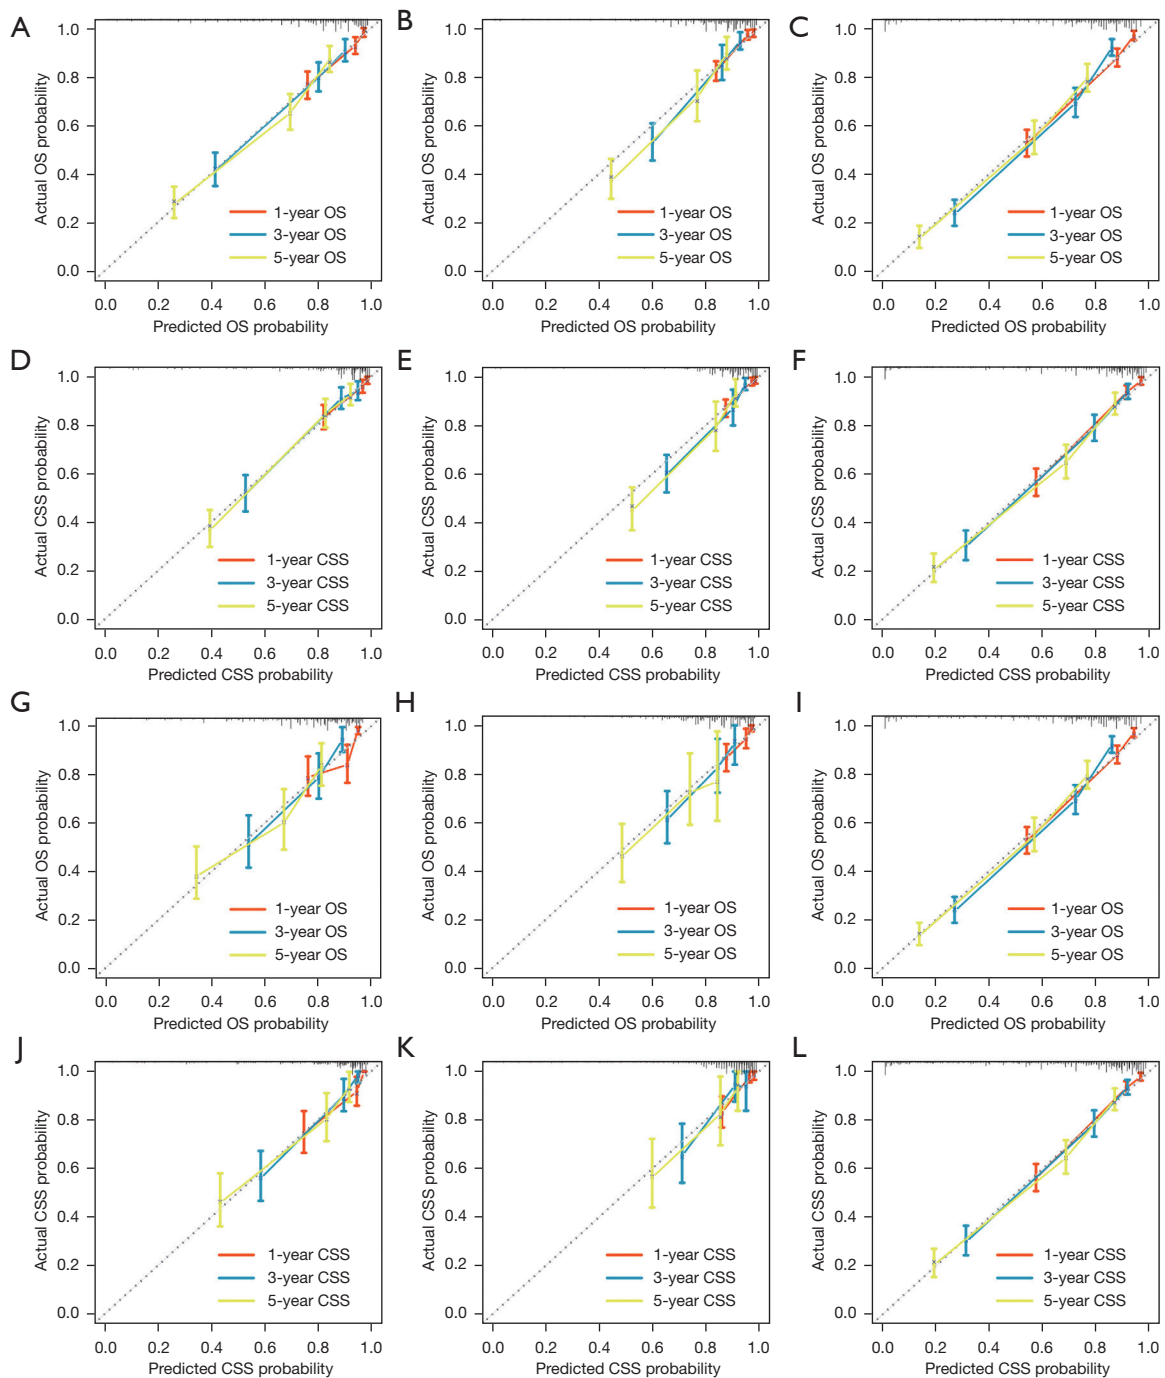 A
1.0
0.8
0.6
0.4
0.2
0.0
Actual OS probability
1-year OS
3-year OS
5-year OS
0.0 0.2 0.4 0.6 0.8 1.0
Predicted OS probability
B
1.0
0.8
0.6
0.4
0.2
0.0
Actual OS probability
1-year OS
3-year OS
5-year OS
0.0 0.2 0.4 0.6 0.8 1.0
Predicted OS probability
C
1.0
0.8
0.6
0.4
0.2
0.0
Actual OS probability
1-year OS
3-year OS
5-year OS
0.0 0.2 0.4 0.6 0.8 1.0
Predicted OS probability
D
1.0
0.8
0.6
0.4
0.2
0.0
Actual CSS probability
1-year CSS
3-year CSS
5-year CSS
0.0 0.2 0.4 0.6 0.8 1.0
Predicted CSS probability
E
1.0
0.8
0.6
0.4
0.2
0.0
Actual CSS probability
1-year CSS
3-year CSS
5-year CSS
0.0 0.2 0.4 0.6 0.8 1.0
Predicted CSS probability
F
1.0
0.8
0.6
0.4
0.2
0.0
Actual CSS probability
1-year CSS
3-year CSS
5-year CSS
0.0 0.2 0.4 0.6 0.8 1.0
Predicted CSS probability
G
1.0
0.8
0.6
0.4
0.2
0.0
Actual OS probability
1-year OS
3-year OS
5-year OS
0.0 0.2 0.4 0.6 0.8 1.0
Predicted OS probability
H
1.0
0.8
0.6
0.4
0.2
0.0
Actual OS probability
1-year OS
3-year OS
5-year OS
0.0 0.2 0.4 0.6 0.8 1.0
Predicted OS probability
I
1.0
0.8
0.6
0.4
0.2
0.0
Actual OS probability
1-year OS
3-year OS
5-year OS
0.0 0.2 0.4 0.6 0.8 1.0
Predicted OS probability
J
1.0
0.8
0.6
0.4
0.2
0.0
Actual CSS probability
1-year CSS
3-year CSS
5-year CSS
0.0 0.2 0.4 0.6 0.8 1.0
Predicted CSS probability
K
1.0
0.8
0.6
0.4
0.2
0.0
Actual CSS probability
1-year CSS
3-year CSS
5-year CSS
0.0 0.2 0.4 0.6 0.8 1.0
Predicted CSS probability
L
1.0
0.8
0.6
0.4
0.2
0.0
Actual CSS probability
1-year CSS
3-year CSS
5-year CSS
0.0 0.2 0.4 0.6 0.8 1.0
Predicted CSS probability